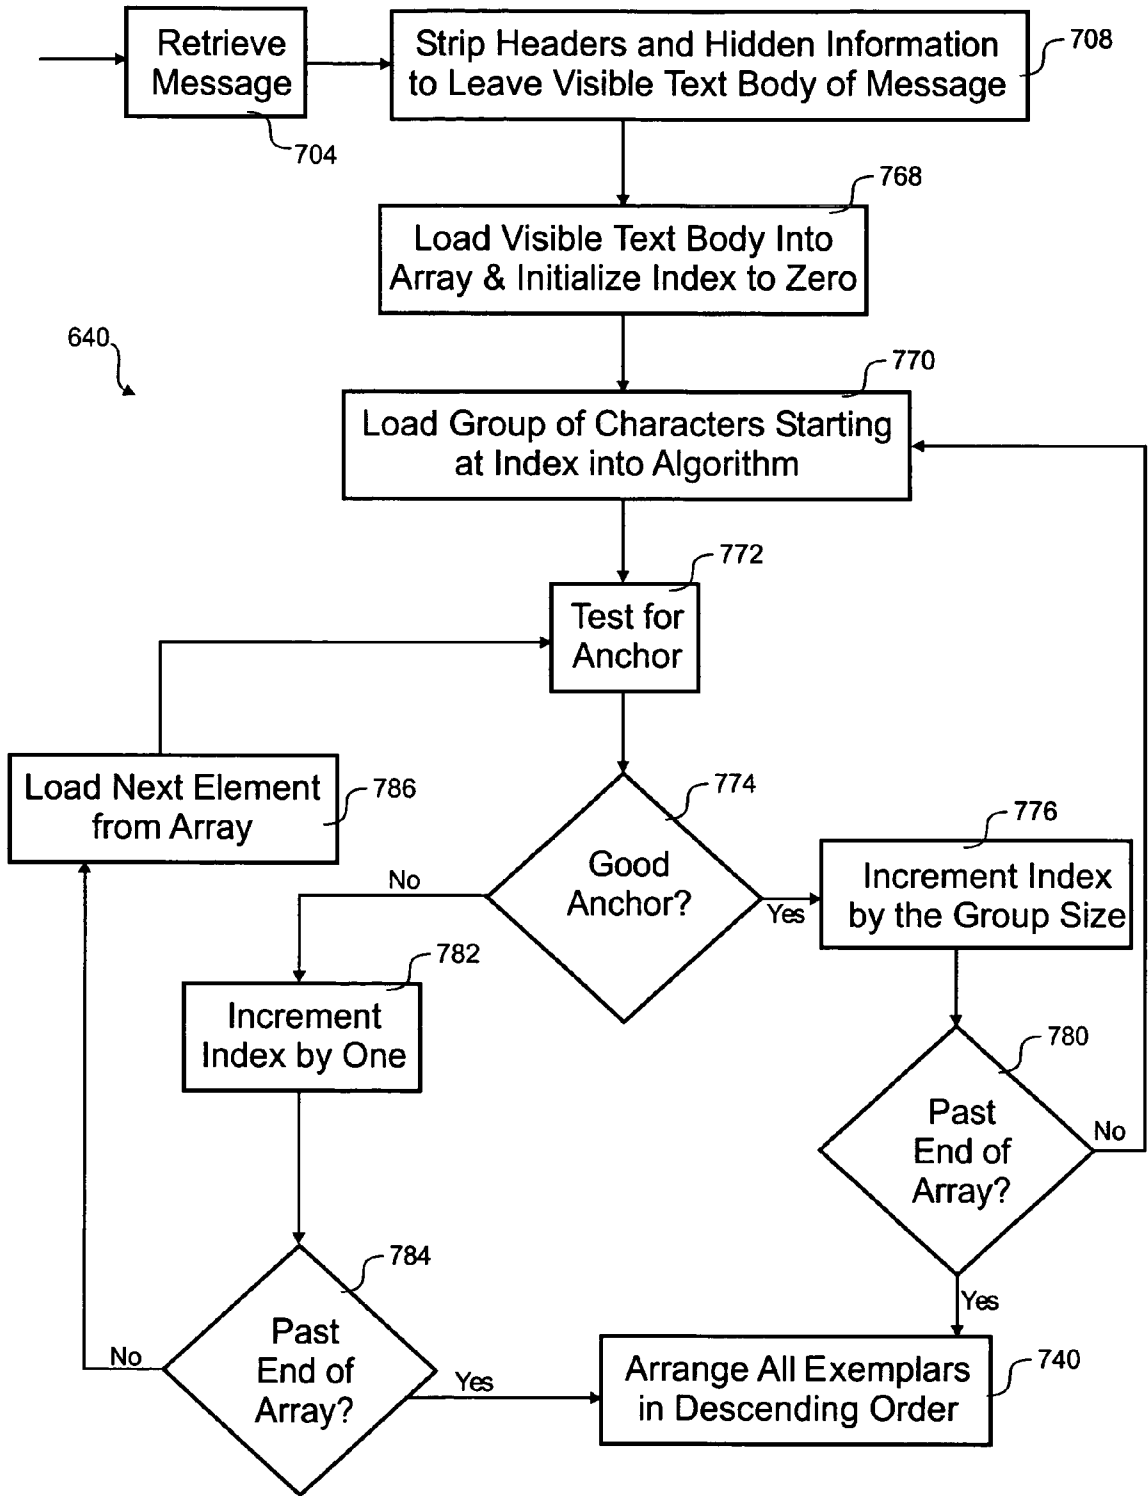 Retrieve
Message
704
Strip Headers and Hidden Information
to Leave Visible Text Body of Message
708
768
Load Visible Text Body Into
Array & Initialize Index to Zero
640
770
Load Group of Characters Starting
at Index into Algorithm
772
Test for
Anchor
Load Next Element
from Array
786
774
Good
Anchor?
No
Yes
776
Increment Index
by the Group Size
782
Increment
Index by One
780
Past
End of
Array?
No
Yes
784
Past
End of
Array?
No
Yes
Arrange All Exemplars
in Descending Order
740